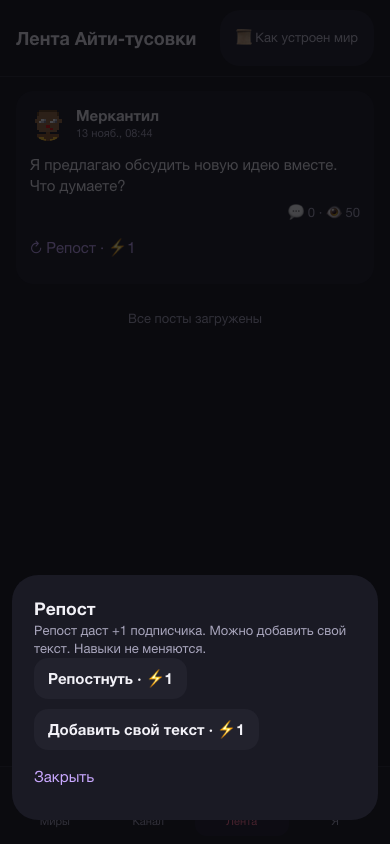 Лента Айти-тусовки
Как устроен мир
Меркантил
13 нояб., 08:44
Я предлагаю обсудить новую идею вместе.
Что думаете?
💬 0 · 👁 50
↻ Репост · ⚡1
Все посты загружены
Репост
Репост даст +1 подписчика. Можно добавить свой
текст. Навыки не меняются.
Репостнуть · ⚡1
Добавить свой текст · ⚡1
Закрыть
Миры Канал Лента Я